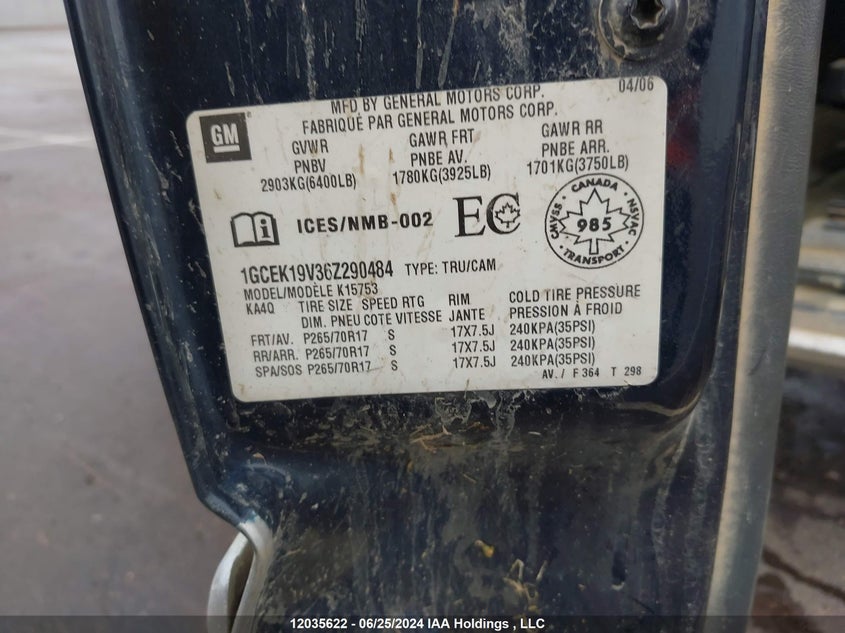 MFD BY GENERAL MOTORS CORP. 04/06
FABRIQUÉ PAR GENERAL MOTORS CORP.
GM
GVWR GAWR FRT GAWR RR
PNBV PNBE AV. PNBE ARR.
2903KG(6400LB) 1780KG(3925LB) 1701KG(3750LB)
i ICES/NMB-002 EC
CANADA
CMVSS 985 NSVAC
TRANSPORT
1GCEK19V36Z290484 TYPE: TRU/CAM
MODEL/MODÈLE K15753
KA4Q TIRE SIZE SPEED RTG RIM COLD TIRE PRESSURE
DIM. PNEU COTE VITESSE JANTE PRESSION À FROID
FRT/AV. P265/70R17 S 17X7.5J 240KPA(35PSI)
RR/ARR. P265/70R17 S 17X7.5J 240KPA(35PSI)
SPA/SOS P265/70R17 S 17X7.5J 240KPA(35PSI)
AV. / F 364 T 298
12035622 - 06/25/2024 IAA Holdings , LLC